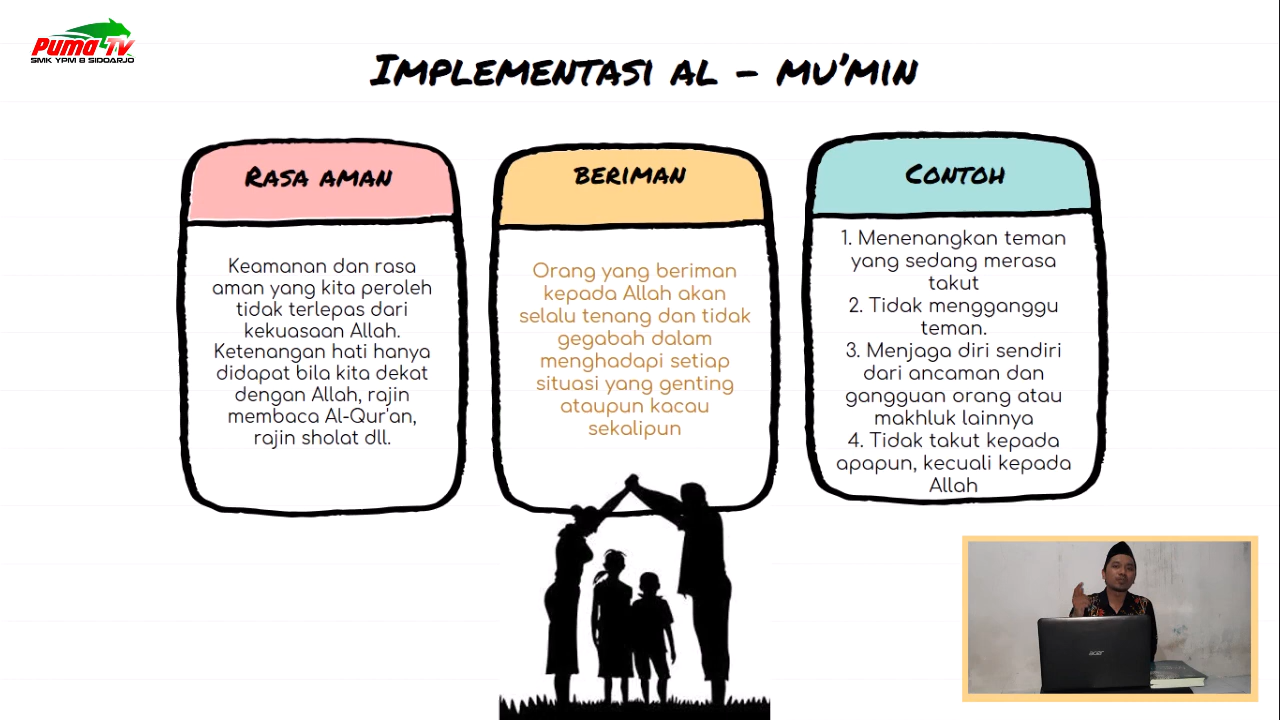 Puma TV
SMK YPM 8 SIDOARJO
IMPLEMENTASI AL – MU'MIN
RASA AMAN
Keamanan dan rasa
aman yang kita peroleh
tidak terlepas dari
kekuasaan Allah.
Ketenangan hati hanya
didapat bila kita dekat
dengan Allah, rajin
membaca Al-Qur'an,
rajin sholat dll.
BERIMAN
Orang yang beriman
kepada Allah akan
selalu tenang dan tidak
gegabah dalam
menghadapi setiap
situasi yang genting
ataupun kacau
sekalipun
CONTOH
1. Menenangkan teman
yang sedang merasa
takut
2. Tidak mengganggu
teman.
3. Menjaga diri sendiri
dari ancaman dan
gangguan orang atau
makhluk lainnya
4. Tidak takut kepada
apapun, kecuali kepada
Allah
acer